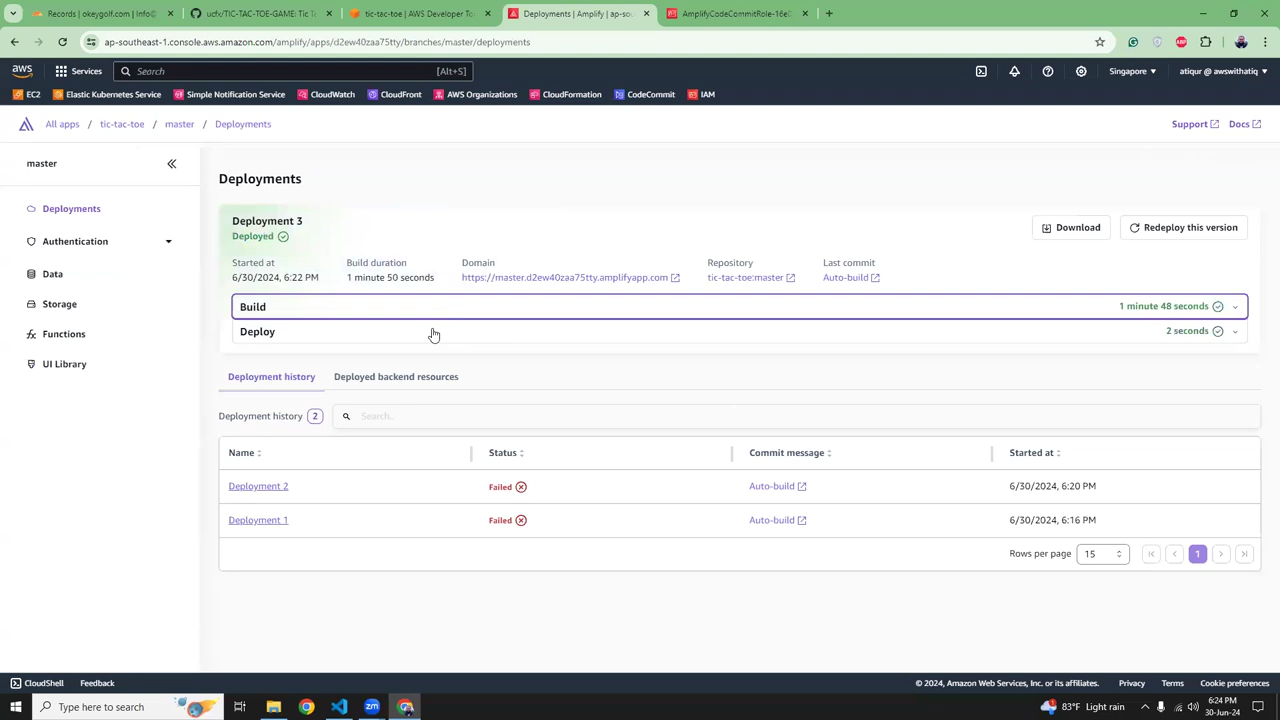 Records | okeygolf.com | Info@
ucfx/TIC-TAC-TOE-GAME: Tic Te
tic-tac-toe | AWS Developer To
Deployments | Amplify | ap-sou
AmplifyCodeCommitRole-16e0
ap-southeast-1.console.aws.amazon.com/amplify/apps/d2ew40zaa75tty/branches/master/deployments
aws Services Search [Alt+S] Singapore atiqur @ awswithatiq
EC2 Elastic Kubernetes Service Simple Notification Service CloudWatch CloudFront AWS Organizations CloudFormation CodeCommit IAM
All apps / tic-tac-toe / master / Deployments Support Docs
master
Deployments
Authentication
Data
Storage
Functions
UI Library
Deployments
Deployment 3
Deployed
Download Redeploy this version
Started at Build duration Domain Repository Last commit
6/30/2024, 6:22 PM 1 minute 50 seconds https://master.d2ew40zaa75tty.amplifyapp.com tic-tac-toe:master Auto-build
Build 1 minute 48 seconds
Deploy 2 seconds
Deployment history Deployed backend resources
Deployment history 2 Search...
Name Status Commit message Started at
Deployment 2 Failed Auto-build 6/30/2024, 6:20 PM
Deployment 1 Failed Auto-build 6/30/2024, 6:16 PM
Rows per page 15 1
CloudShell Feedback © 2024, Amazon Web Services, Inc. or its affiliates. Privacy Terms Cookie preferences
Type here to search zm 83°F Light rain 6:24 PM
30-Jun-24